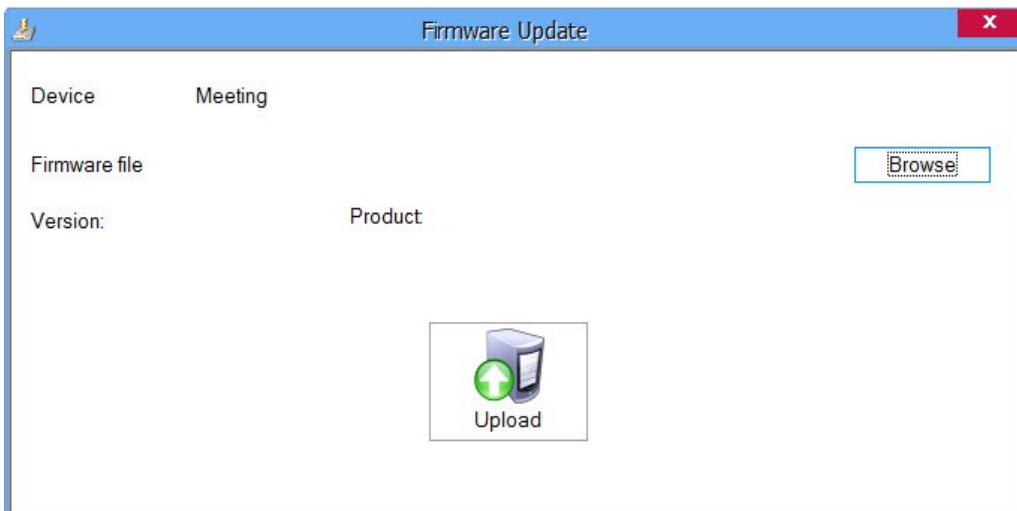 Firmware Update
x
Device Meeting
Firmware file Browse
Version: Product:
Upload